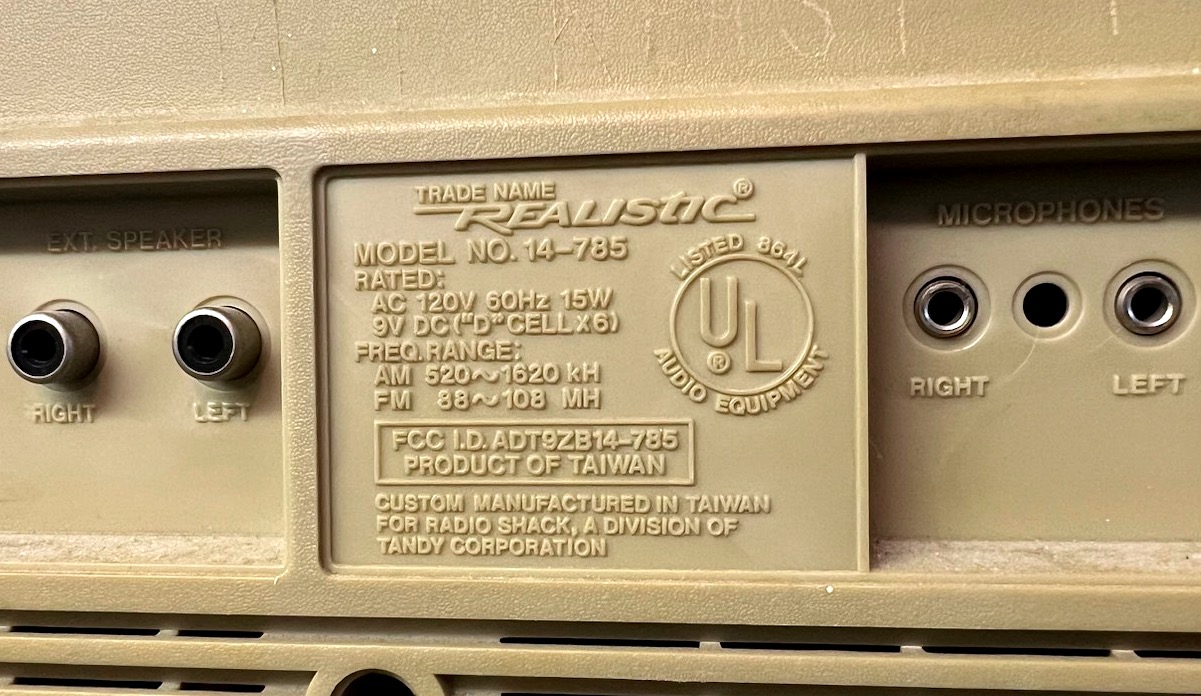 EXT. SPEAKER
RIGHT
LEFT
TRADE NAME
REALISTIC®
MODEL NO. 14-785
RATED:
AC 120V 60Hz 15W
9V DC ("D" CELL X 6)
FREQ. RANGE:
AM 520~1620 kH
FM 88~108 MH
LISTED 864L
UL
®
AUDIO EQUIPMENT
FCC I.D. ADT9ZB14-785
PRODUCT OF TAIWAN
CUSTOM MANUFACTURED IN TAIWAN
FOR RADIO SHACK, A DIVISION OF
TANDY CORPORATION
MICROPHONES
RIGHT
LEFT